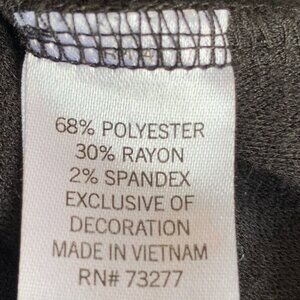 68% POLYESTER
30% RAYON
2% SPANDEX
EXCLUSIVE OF
DECORATION
MADE IN VIETNAM
RN# 73277